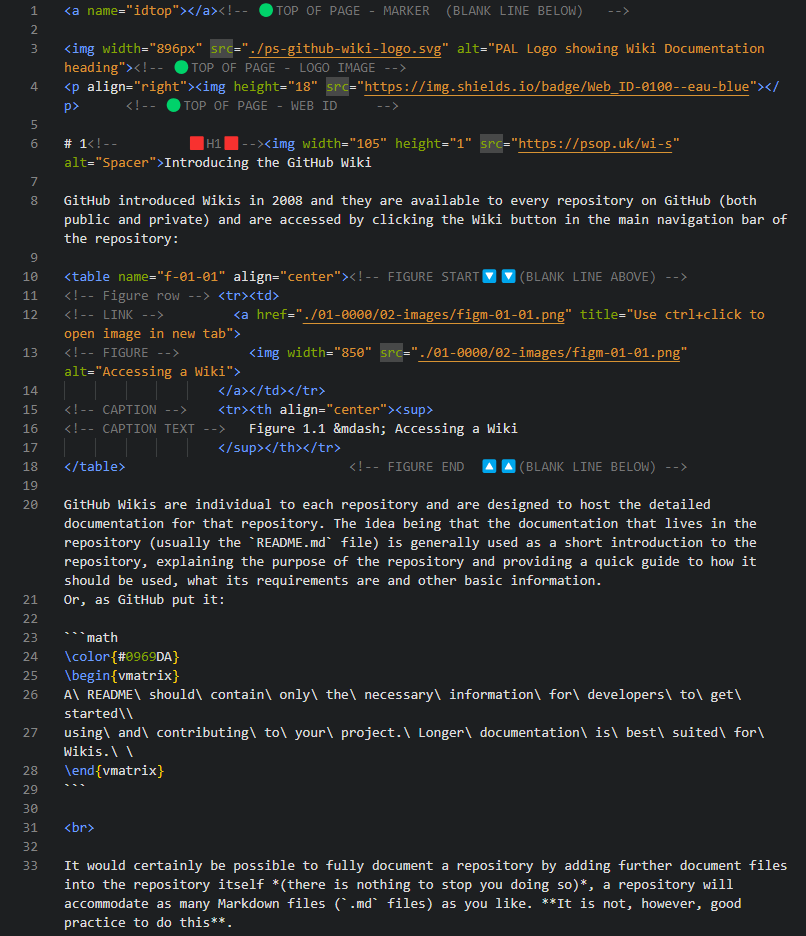 1 <a name="idtop"></a><!-- 🟢TOP OF PAGE - MARKER  (BLANK LINE BELOW)   -->
2
3 <img width="896px" src="./ps-github-wiki-logo.svg" alt="PAL Logo showing Wiki Documentation
heading"><!-- 🟢TOP OF PAGE - LOGO IMAGE -->
4 <p align="right"><img height="18" src="https://img.shields.io/badge/Web_ID-0100--eau-blue"></
p>      <!-- 🟢TOP OF PAGE - WEB ID     -->
5
6 # 1<!--         🟥H1🟥--><img width="105" height="1" src="https://psop.uk/wi-s"
alt="Spacer">Introducing the GitHub Wiki
7
8 GitHub introduced Wikis in 2008 and they are available to every repository on GitHub (both
public and private) and are accessed by clicking the Wiki button in the main navigation bar of
the repository:
9
10 <table name="f-01-01" align="center"><!-- FIGURE START🔽🔽(BLANK LINE ABOVE) -->
11 <!-- Figure row --> <tr><td>
12 <!-- LINK -->         <a href="./01-0000/02-images/figm-01-01.png" title="Use ctrl+click to
open image in new tab">
13 <!-- FIGURE -->         <img width="850" src="./01-0000/02-images/figm-01-01.png"
alt="Accessing a Wiki">
14                     </a></td></tr>
15 <!-- CAPTION -->    <tr><th align="center"><sup>
16 <!-- CAPTION TEXT -->   Figure 1.1 &mdash; Accessing a Wiki
17                     </sup></th></tr>
18 </table>                             <!-- FIGURE END  🔼🔼(BLANK LINE BELOW) -->
19
20 GitHub Wikis are individual to each repository and are designed to host the detailed
documentation for that repository. The idea being that the documentation that lives in the
repository (usually the `README.md` file) is generally used as a short introduction to the
repository, explaining the purpose of the repository and providing a quick guide to how it
should be used, what its requirements are and other basic information.
21 Or, as GitHub put it:
22
23 ```math
24 \color{#0969DA}
25 \begin{vmatrix}
26 A\ README\ should\ contain\ only\ the\ necessary\ information\ for\ developers\ to\ get\
started\\
27 using\ and\ contributing\ to\ your\ project.\ Longer\ documentation\ is\ best\ suited\ for\
Wikis.\ \
28 \end{vmatrix}
29 ```
30
31 <br>
32
33 It would certainly be possible to fully document a repository by adding further document files
into the repository itself *(there is nothing to stop you doing so)*, a repository will
accommodate as many Markdown files (`.md` files) as you like. **It is not, however, good
practice to do this**.